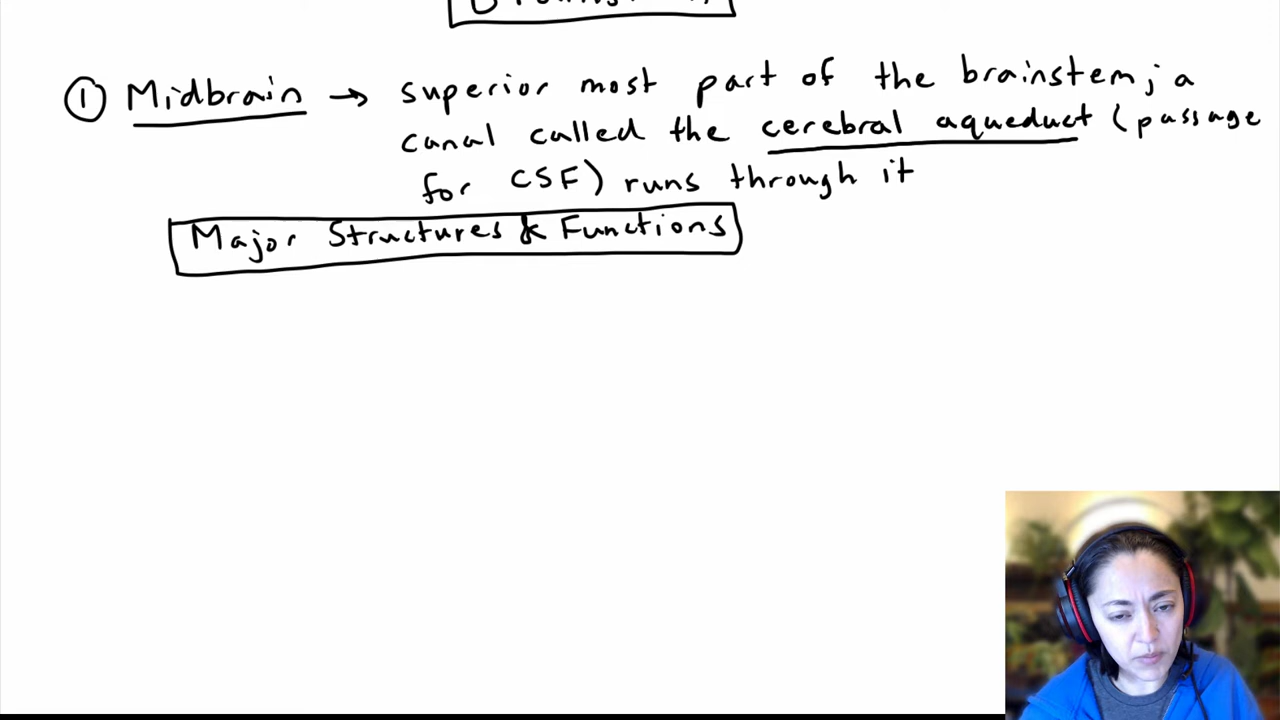 ① Midbrain → superior most part of the brainstem; a
canal called the cerebral aqueduct (passage
for CSF) runs through it
Major Structures & Functions